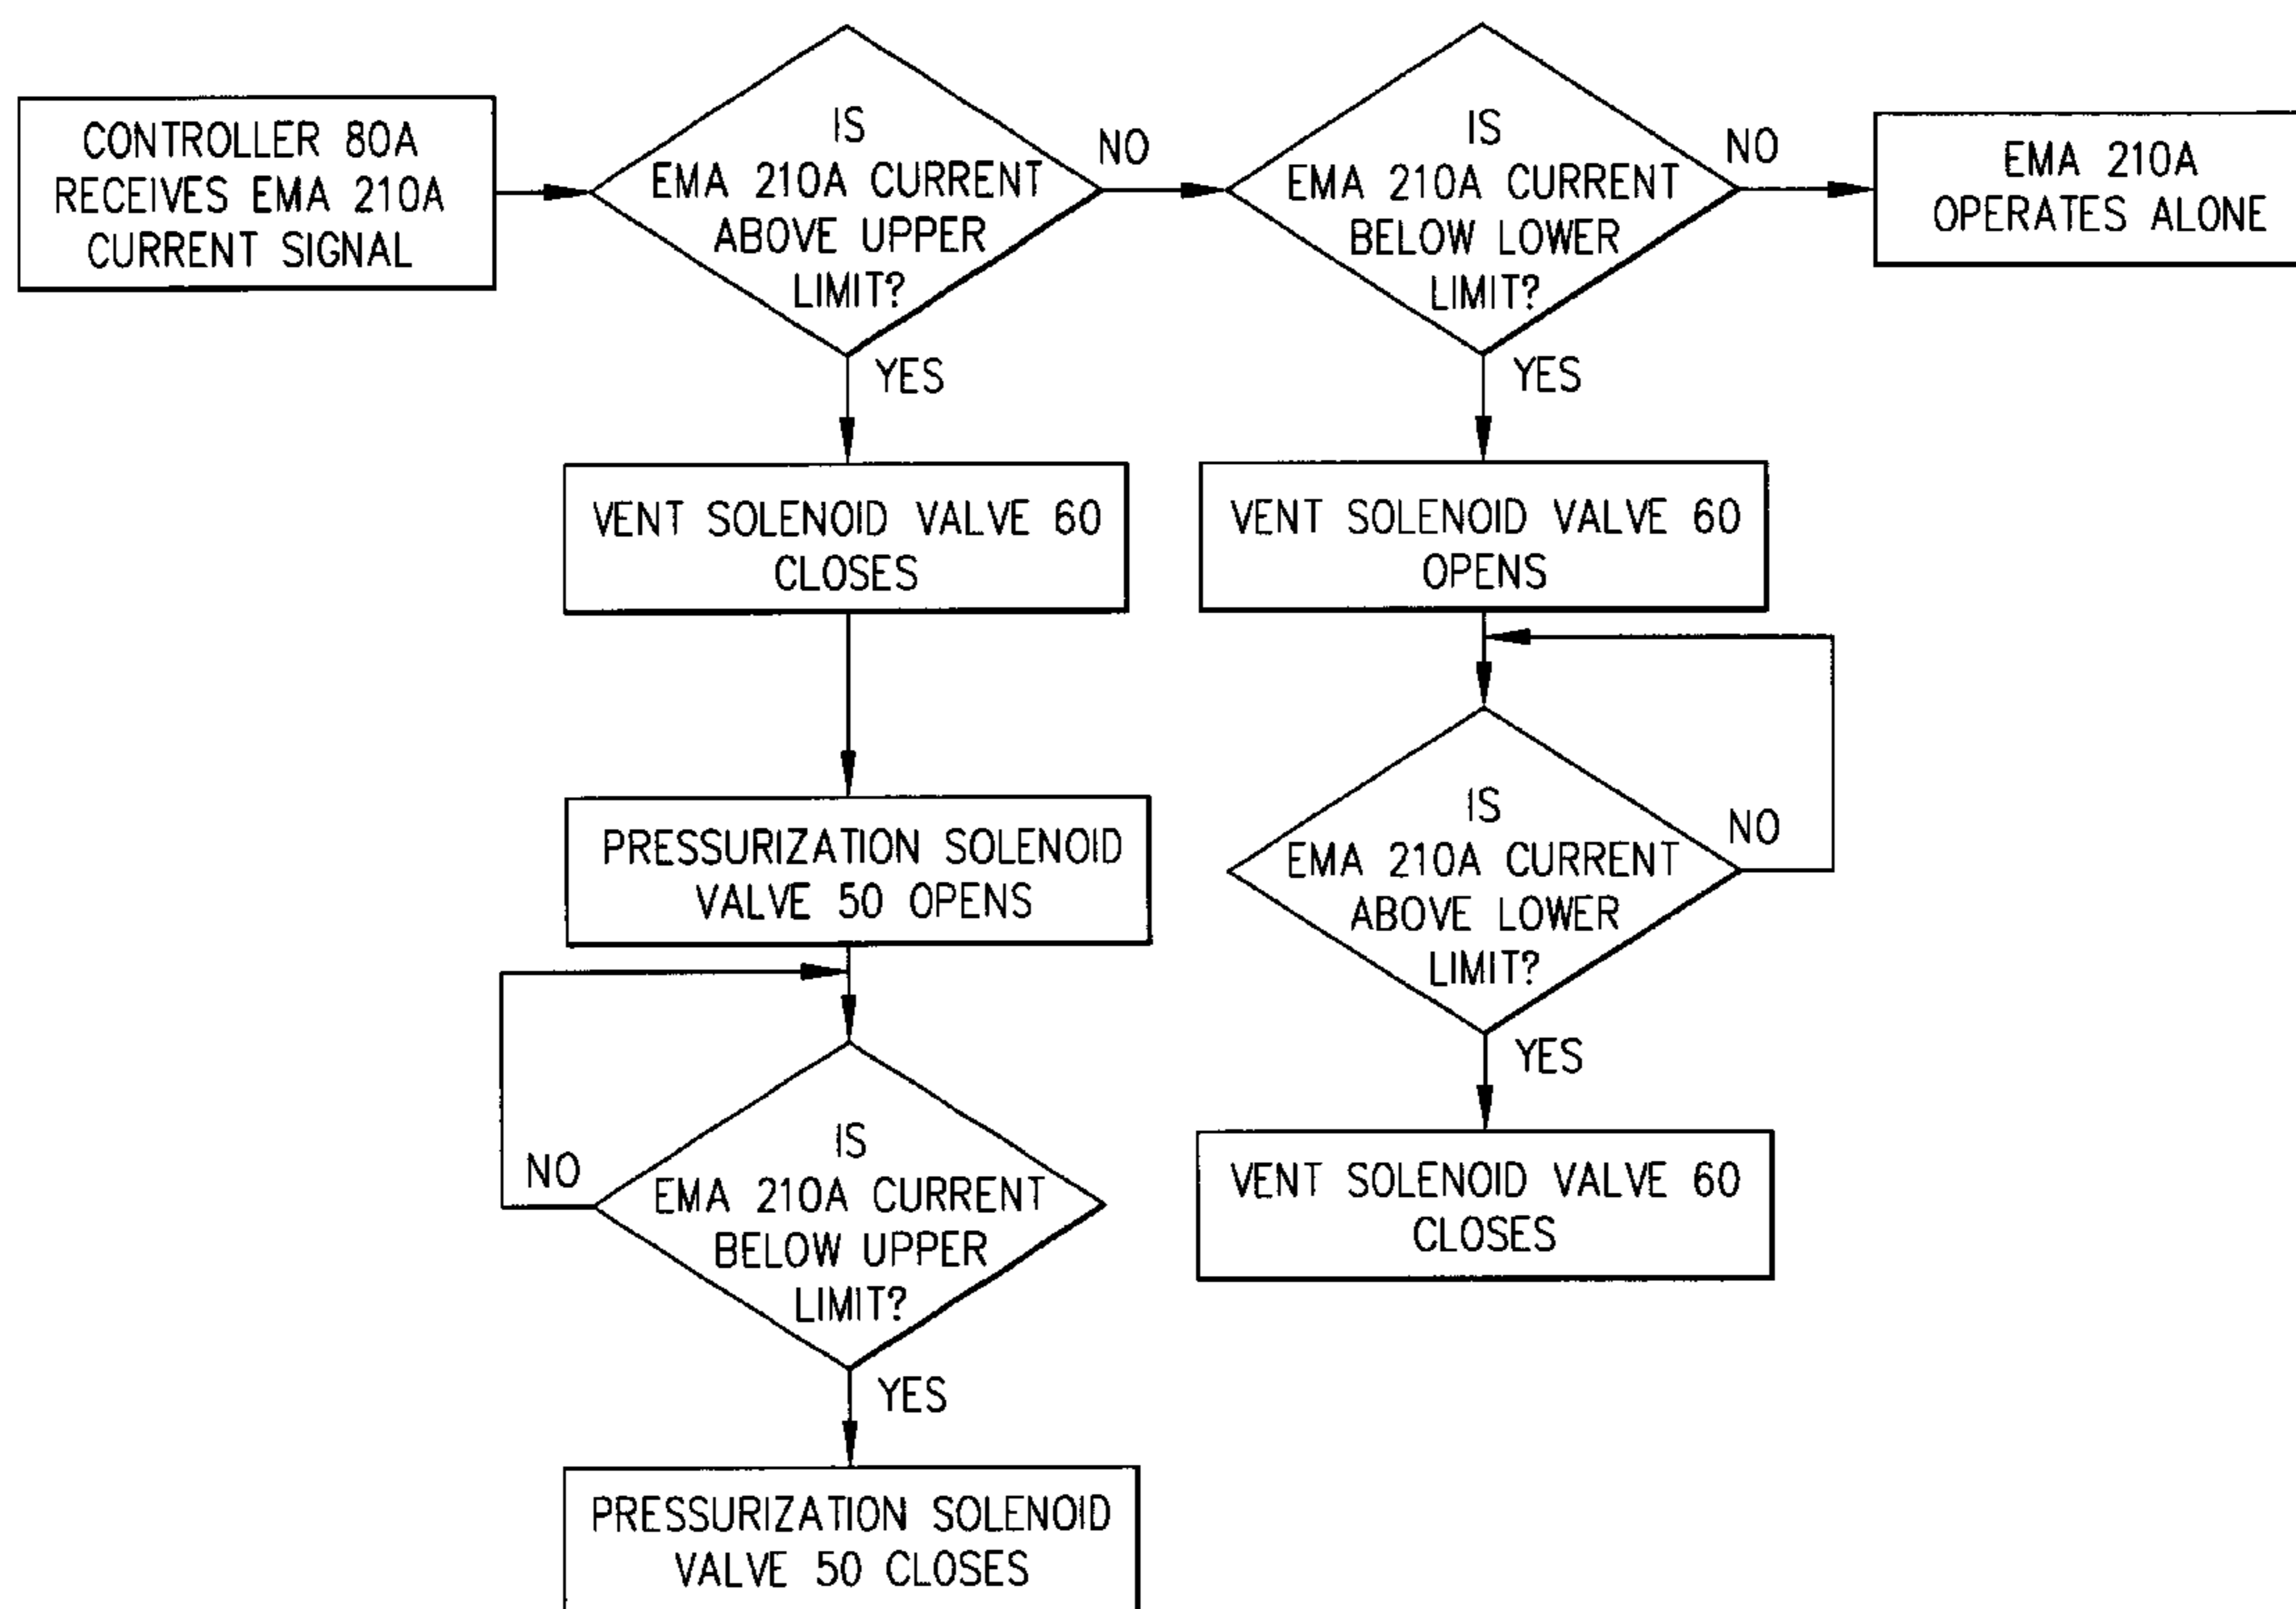 CONTROLLER 80A
RECEIVES EMA 210A
CURRENT SIGNAL
IS
EMA 210A CURRENT
ABOVE UPPER
LIMIT?
NO
YES
IS
EMA 210A CURRENT
BELOW LOWER
LIMIT?
NO
YES
EMA 210A
OPERATES ALONE
VENT SOLENOID VALVE 60
CLOSES
PRESSURIZATION SOLENOID
VALVE 50 OPENS
IS
EMA 210A CURRENT
BELOW UPPER
LIMIT?
NO
YES
PRESSURIZATION SOLENOID
VALVE 50 CLOSES
VENT SOLENOID VALVE 60
OPENS
IS
EMA 210A CURRENT
ABOVE LOWER
LIMIT?
NO
YES
VENT SOLENOID VALVE 60
CLOSES